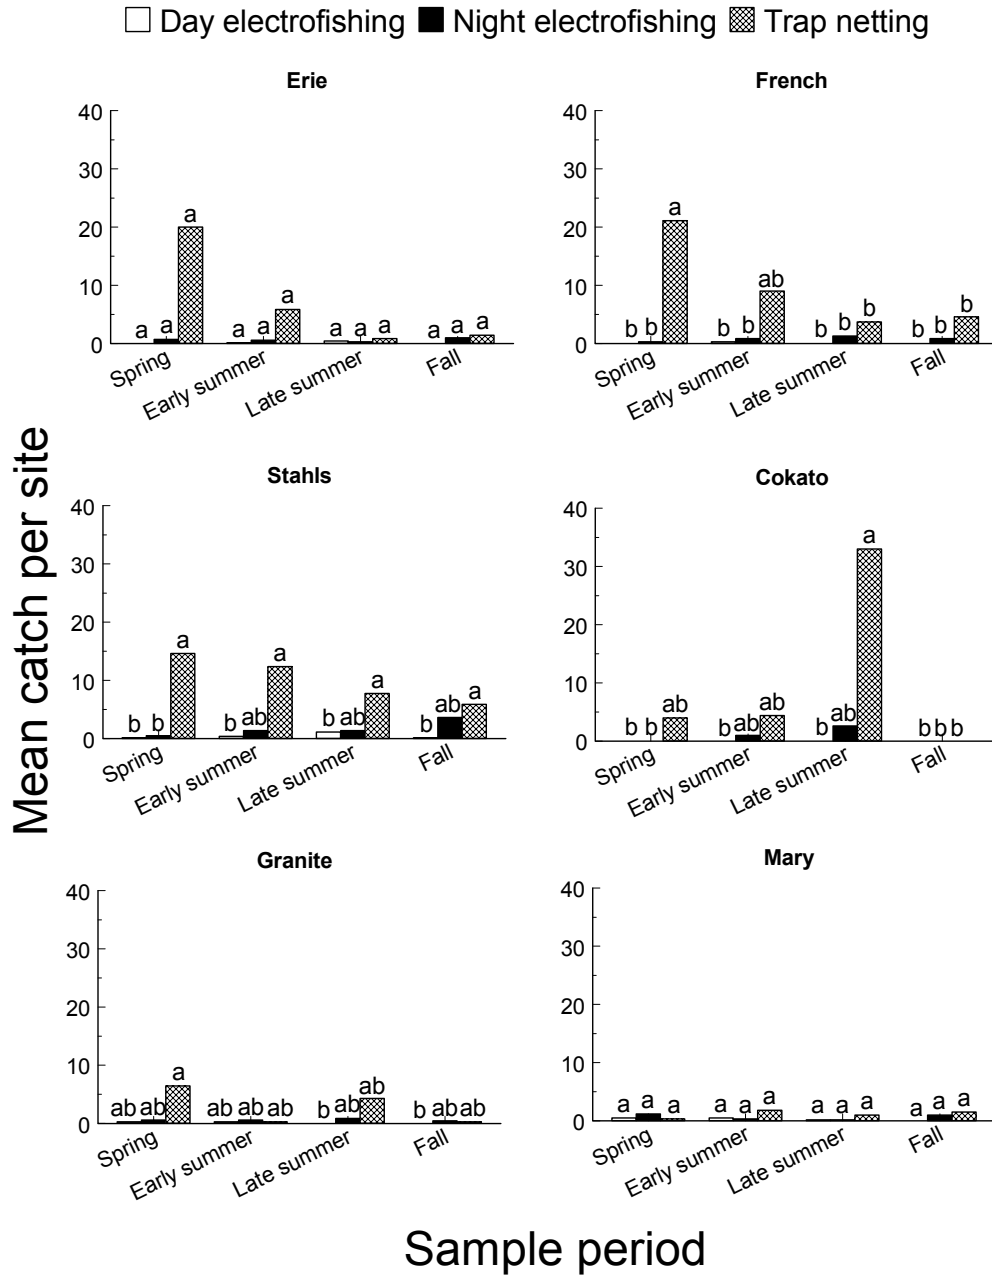 Day electrofishing Night electrofishing Trap netting
Erie
40
30
20
10
0
a a a a a a a a a a a a
Spring Early summer Late summer Fall
French
40
30
20
10
0
b b a b b ab b b b b b b
Spring Early summer Late summer Fall
Stahls
40
30
20
10
0
b b a b ab a b ab a b ab a
Spring Early summer Late summer Fall
Cokato
40
30
20
10
0
b b ab b ab ab b ab a b b b
Spring Early summer Late summer Fall
Granite
40
30
20
10
0
ab ab a ab ab ab b ab ab b ab ab
Spring Early summer Late summer Fall
Mary
40
30
20
10
0
a a a a a a a a a a a a
Spring Early summer Late summer Fall
Mean catch per site
Sample period